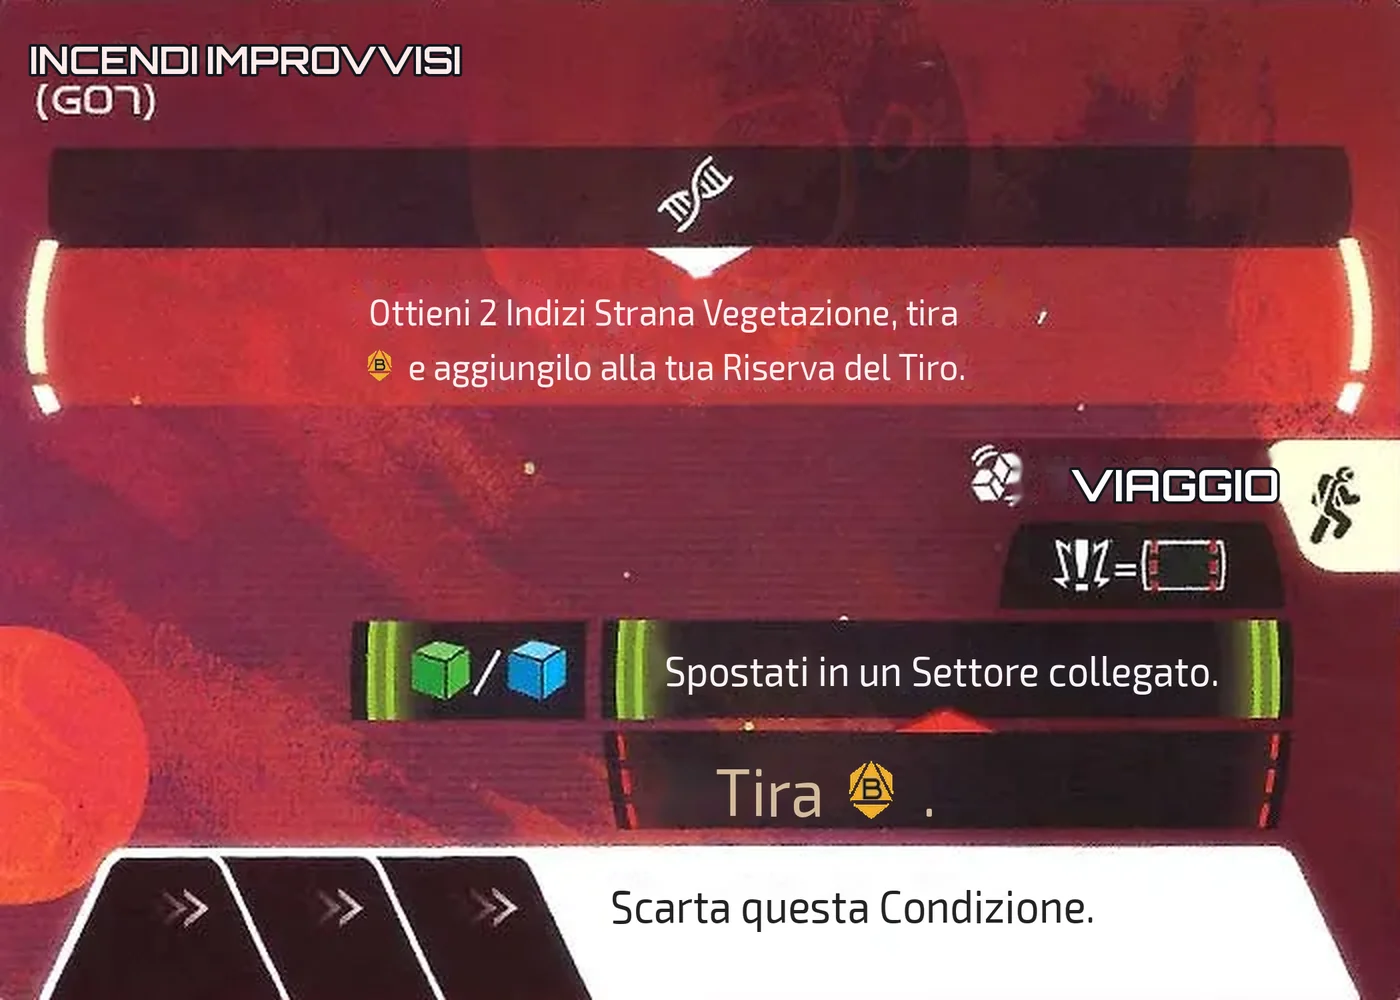 INCENDI IMPROVVISI
(G07)
Ottieni 2 Indizi Strana Vegetazione, tira
B e aggiungilo alla tua Riserva del Tiro.
VIAGGIO
! =
/
Spostati in un Settore collegato.
Tira B .
Scarta questa Condizione.